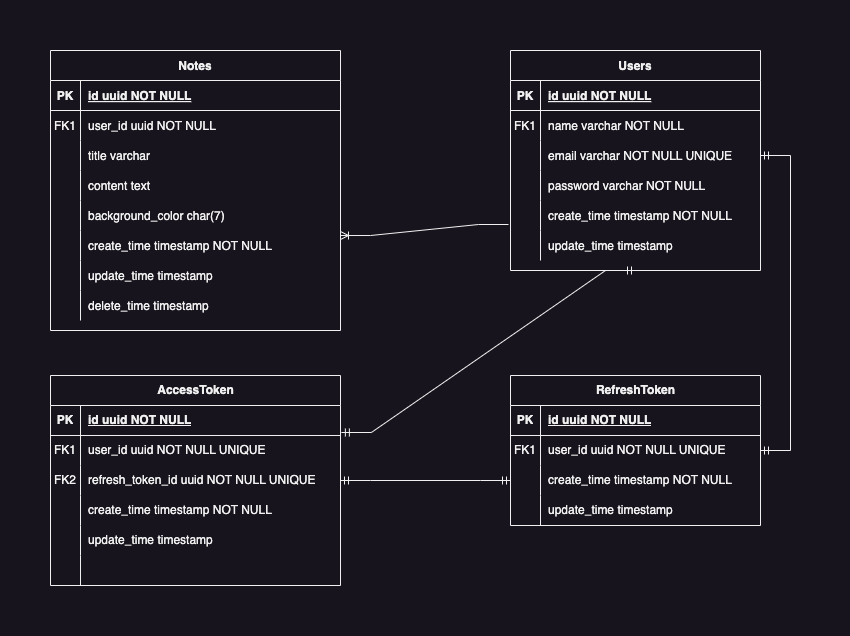 Notes
PK id uuid NOT NULL
FK1 user_id uuid NOT NULL
title varchar
content text
background_color char(7)
create_time timestamp NOT NULL
update_time timestamp
delete_time timestamp
Users
PK id uuid NOT NULL
FK1 name varchar NOT NULL
email varchar NOT NULL UNIQUE
password varchar NOT NULL
create_time timestamp NOT NULL
update_time timestamp
AccessToken
PK id uuid NOT NULL
FK1 user_id uuid NOT NULL UNIQUE
FK2 refresh_token_id uuid NOT NULL UNIQUE
create_time timestamp NOT NULL
update_time timestamp
RefreshToken
PK id uuid NOT NULL
FK1 user_id uuid NOT NULL UNIQUE
create_time timestamp NOT NULL
update_time timestamp